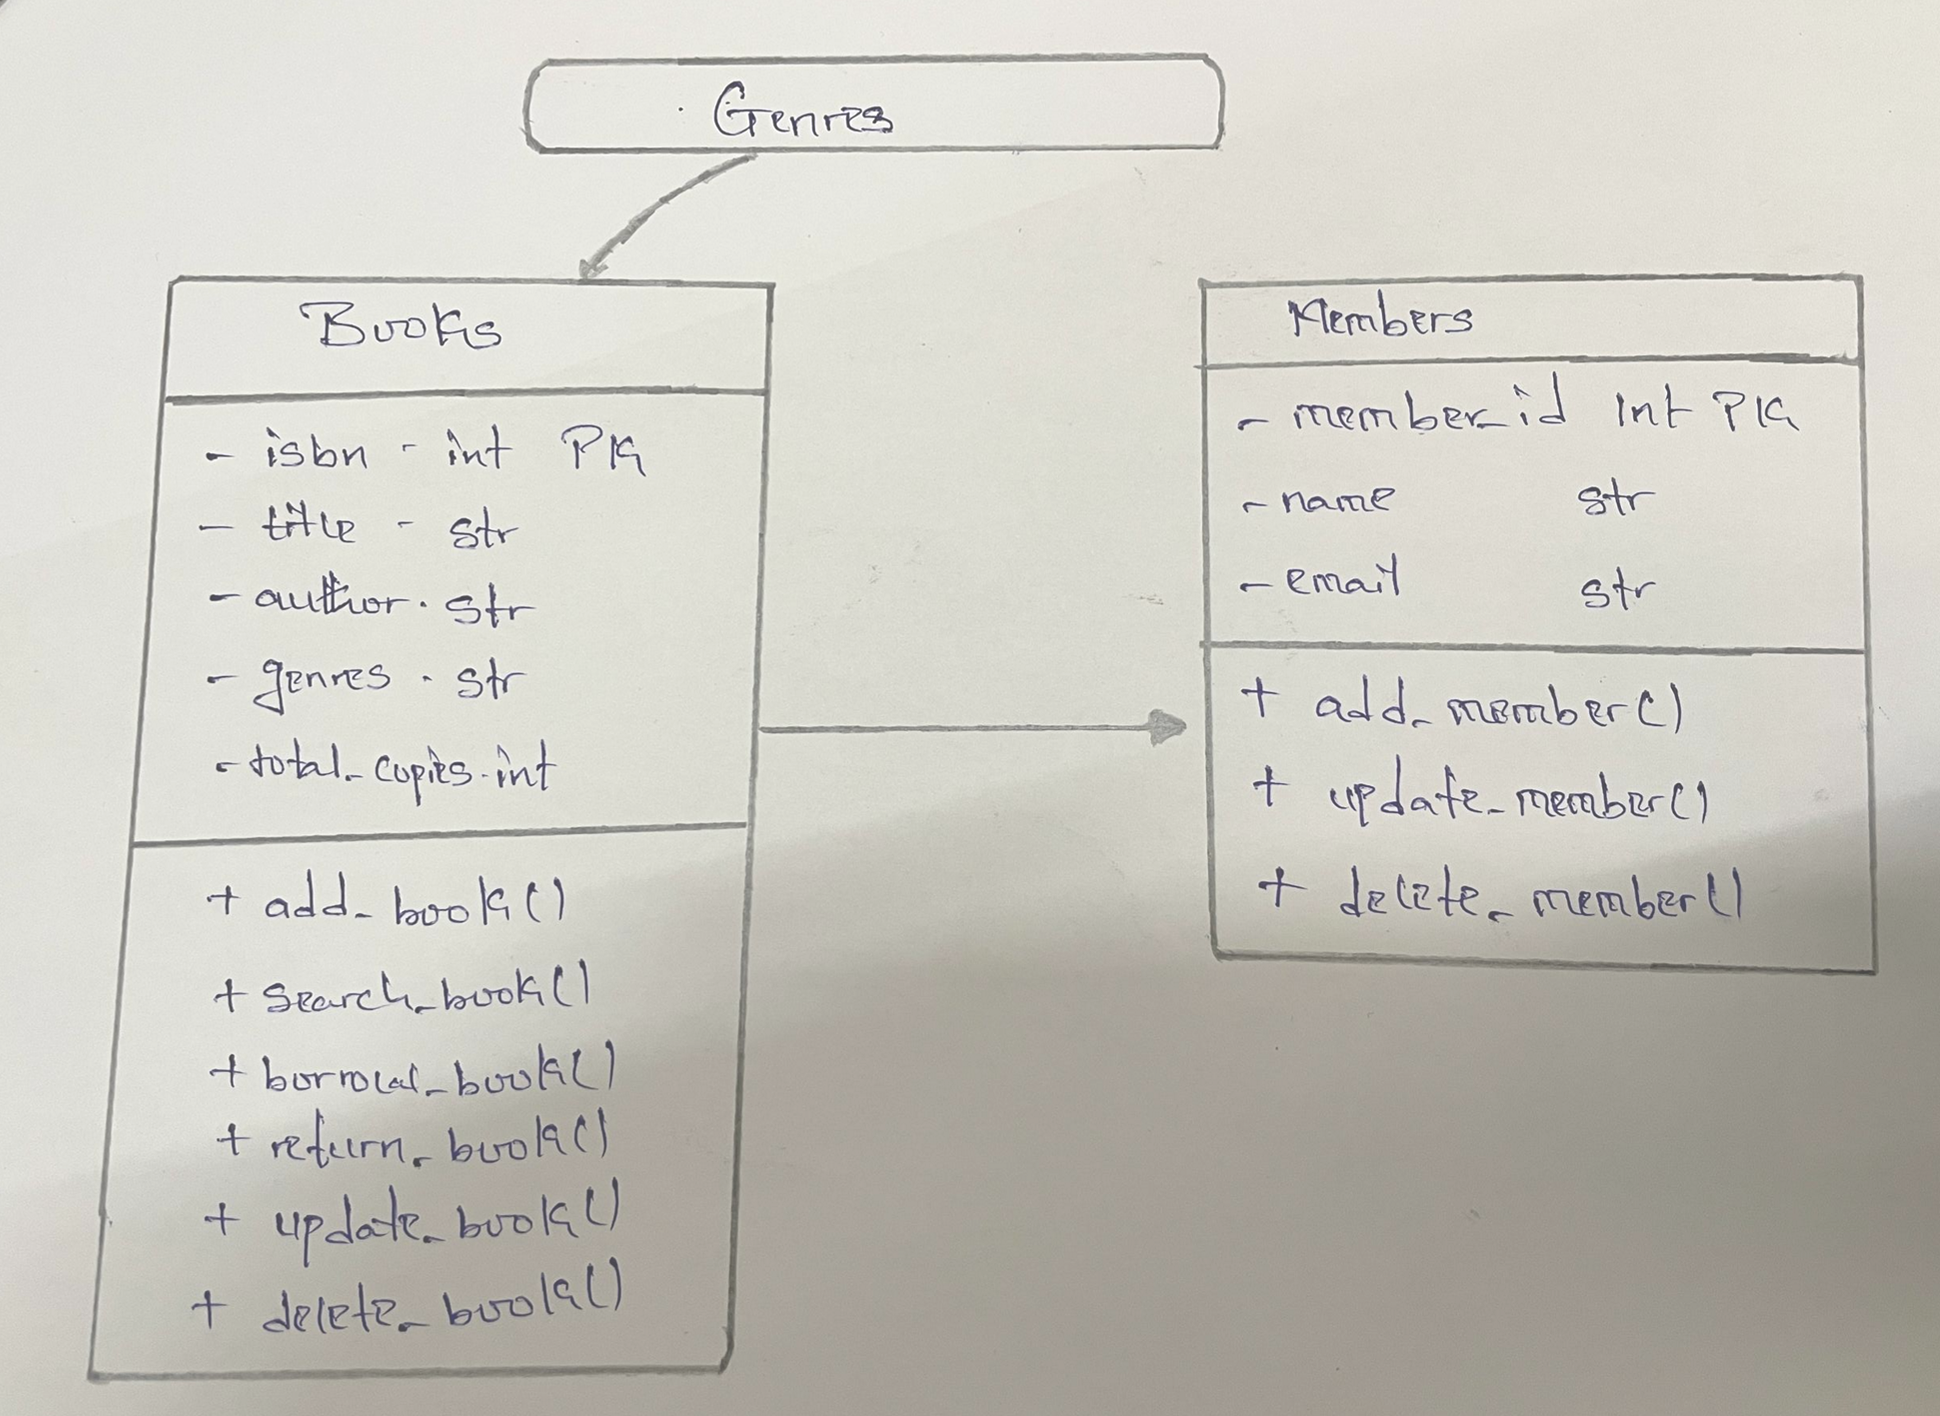 Genres
Books
- isbn - int PK
- title - str
- author . str
- genres . str
- total_copies . int
+ add_book()
+ search_book()
+ borrow_book()
+ return_book()
+ update_book()
+ delete_book()
Members
- member_id int PK
- name str
- email str
+ add_member()
+ update_member()
+ delete_member()